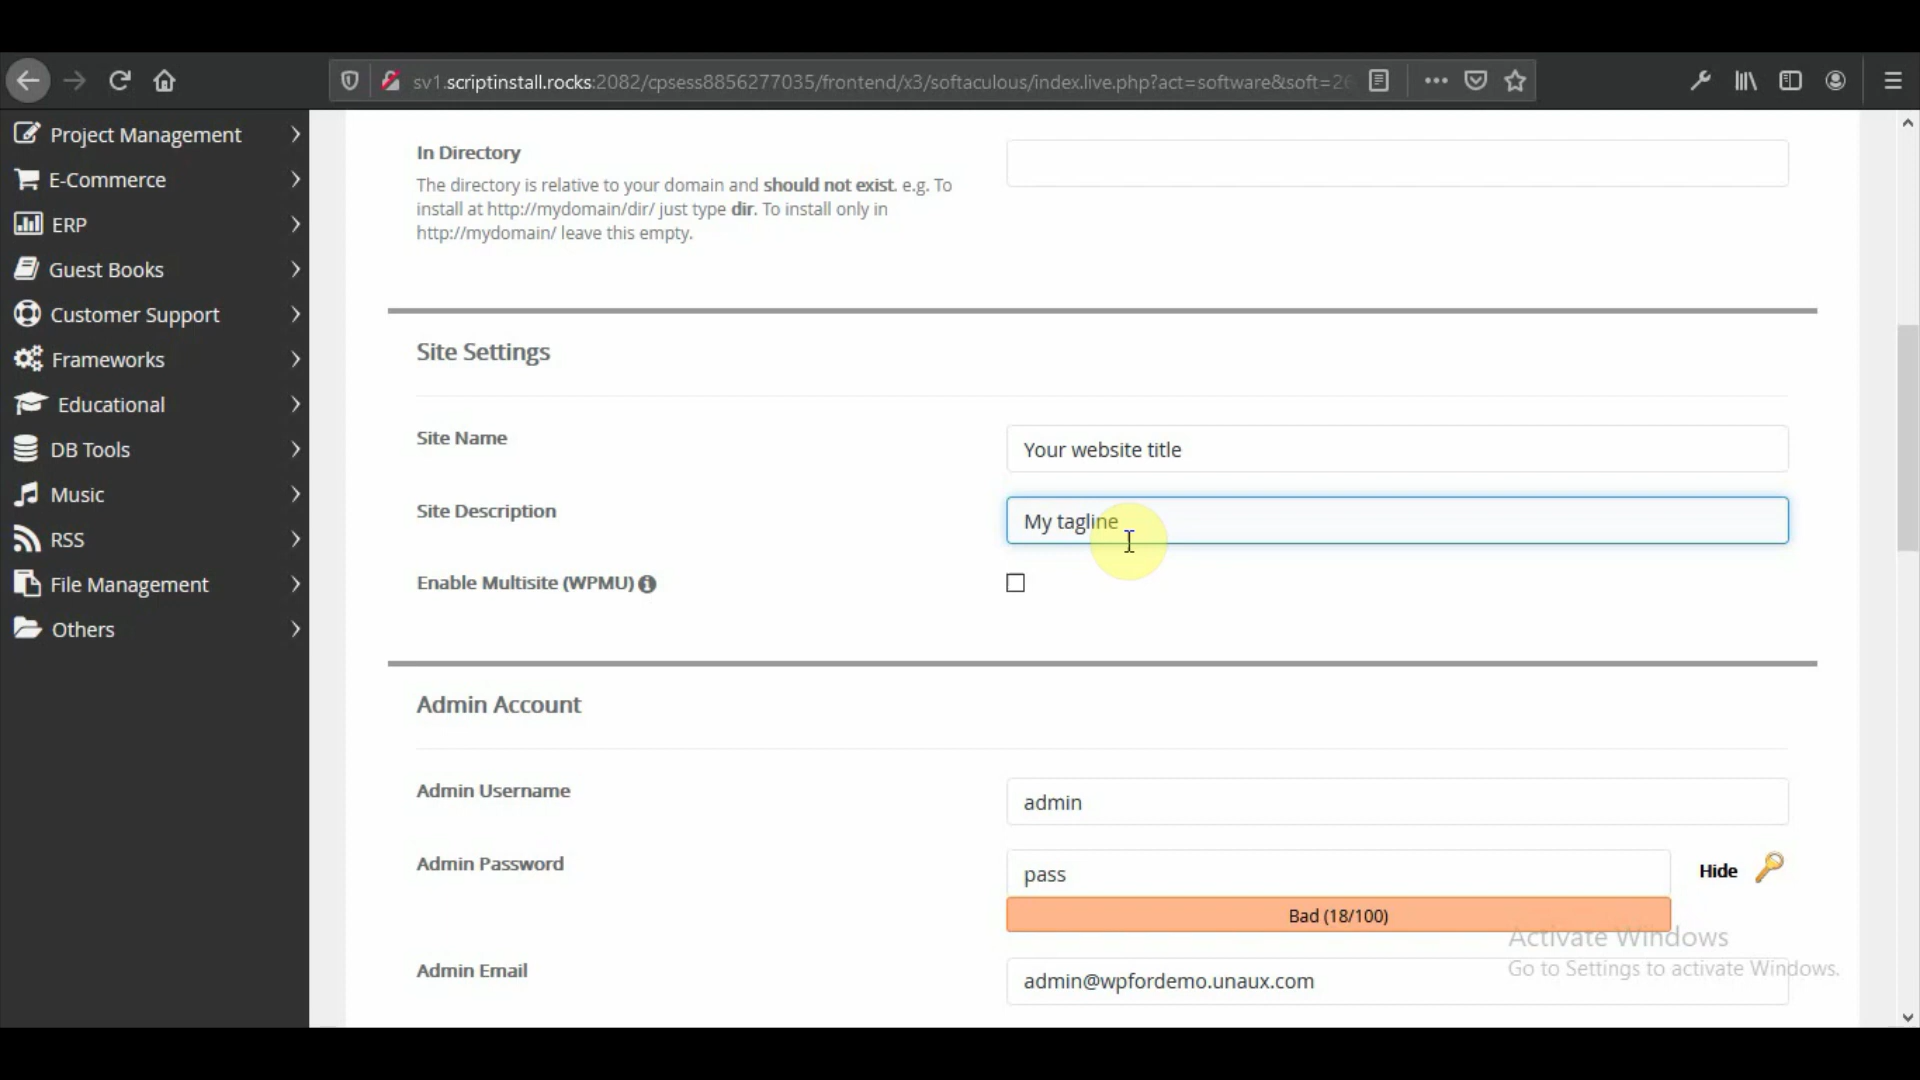 sv1.scriptinstall.rocks:2082/cpsess8856277035/frontend/x3/softaculous/index.live.php?act=software&soft=26
Project Management
E-Commerce
ERP
Guest Books
Customer Support
Frameworks
Educational
DB Tools
Music
RSS
File Management
Others
In Directory
The directory is relative to your domain and should not exist. e.g. To
install at http://mydomain/dir/ just type dir. To install only in
http://mydomain/ leave this empty.
Site Settings
Site Name
Your website title
Site Description
My tagline
Enable Multisite (WPMU)
Admin Account
Admin Username
admin
Admin Password
pass
Hide
Bad (18/100)
Admin Email
admin@wpfordemo.unaux.com
Activate Windows
Go to Settings to activate Windows.